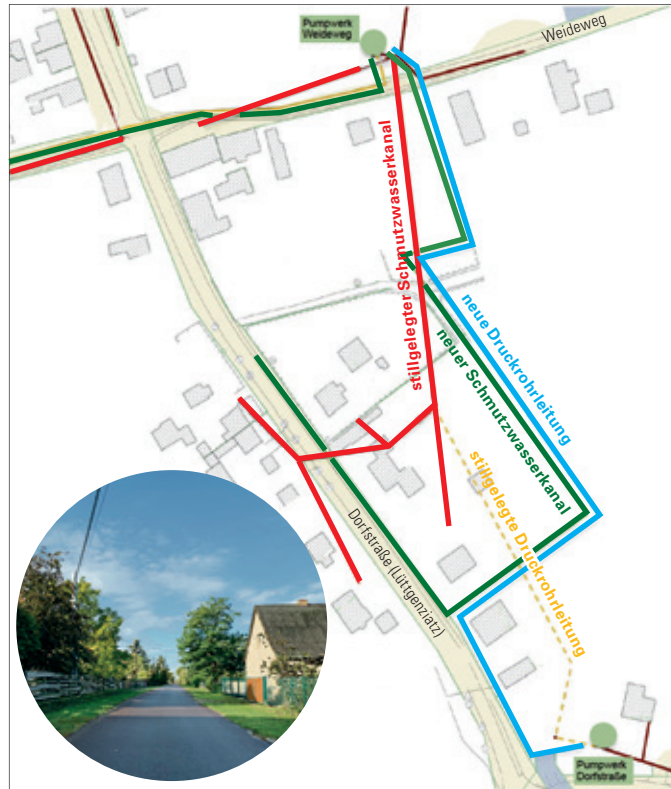 Pumpwerk
Weideweg
Weideweg
stillgelegter Schmutzwasserkanal
neue Druckrohrleitung
neuer Schmutzwasserkanal
stillgelegte Druckrohrleitung
Dorfstraße (Lüttgenziatz)
Pumpwerk
Dorfstraße